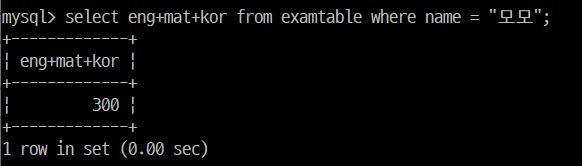 mysql> select eng+mat+kor from examtable where name = "모모";
+-------------+
¦ eng+mat+kor ¦
+-------------+
¦         300 ¦
+-------------+
1 row in set (0.00 sec)